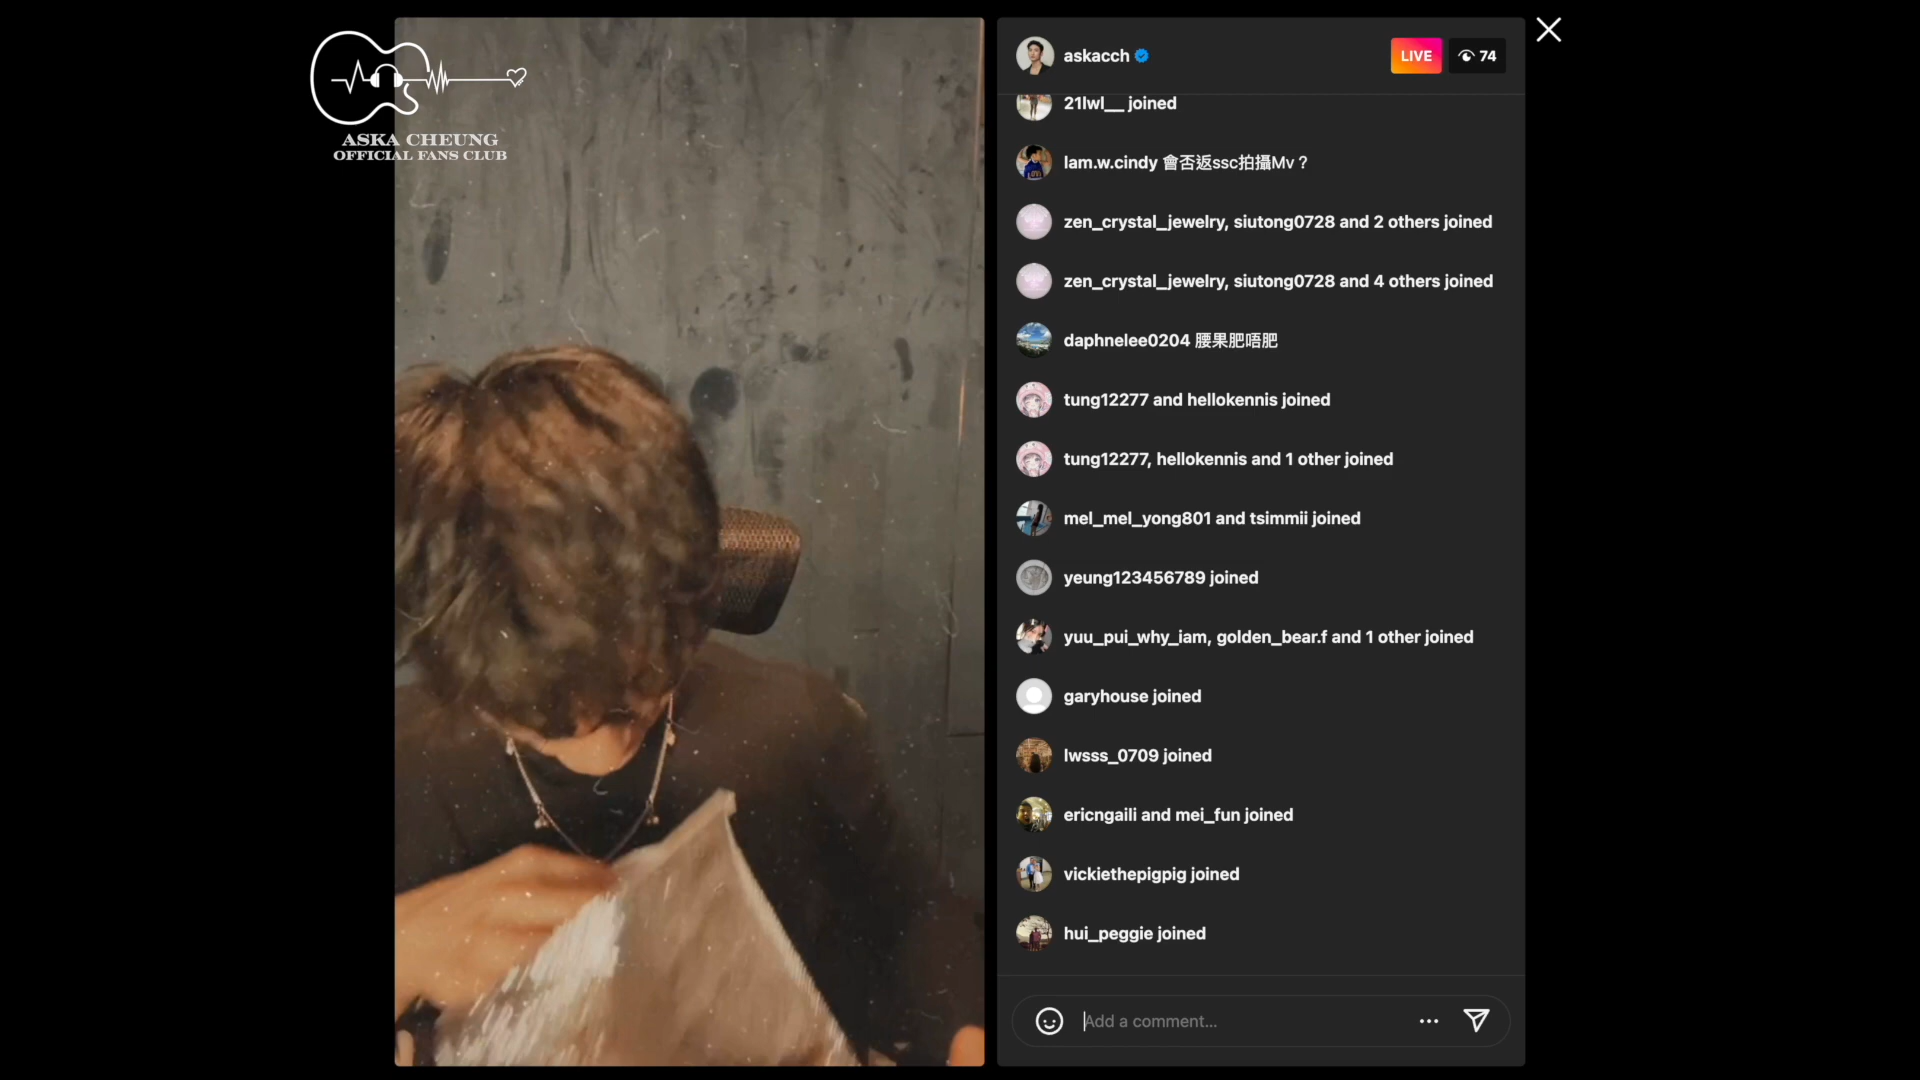 ASKA CHEUNG
OFFICIAL FANS CLUB
askacch
LIVE
74
21lwl__ joined
lam.w.cindy 會否返ssc拍攝Mv？
zen_crystal_jewelry, siutong0728 and 2 others joined
zen_crystal_jewelry, siutong0728 and 4 others joined
daphnelee0204 腰果肥唔肥
tung12277 and hellokennis joined
tung12277, hellokennis and 1 other joined
mel_mel_yong801 and tsimmii joined
yeung123456789 joined
yuu_pui_why_iam, golden_bear.f and 1 other joined
garyhouse joined
lwsss_0709 joined
ericngaili and mei_fun joined
vickiethepigpig joined
hui_peggie joined
Add a comment...